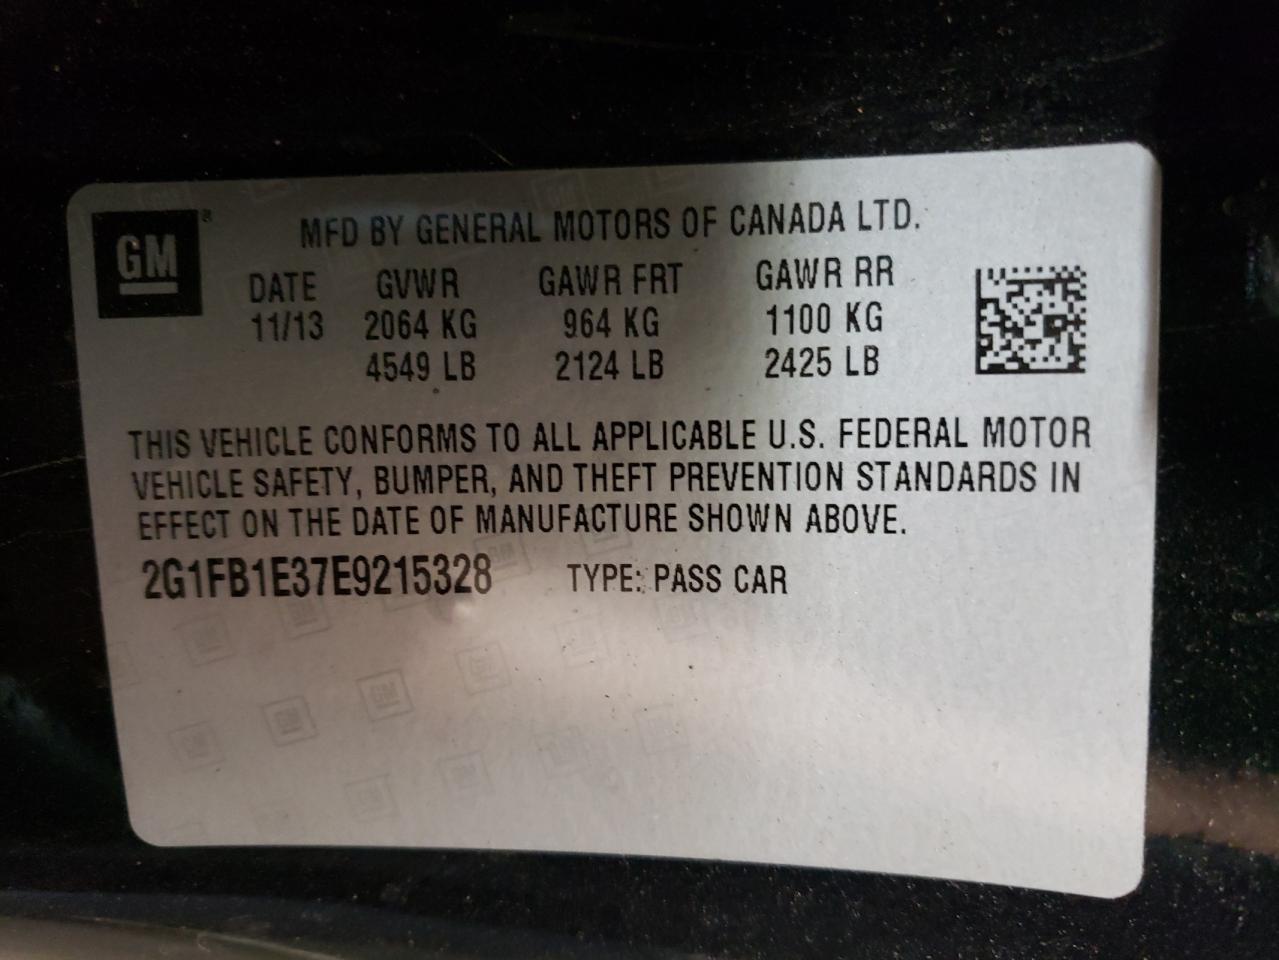 GM®
MFD BY GENERAL MOTORS OF CANADA LTD.
DATE GVWR GAWR FRT GAWR RR
11/13 2064 KG 964 KG 1100 KG
4549 LB 2124 LB 2425 LB
THIS VEHICLE CONFORMS TO ALL APPLICABLE U.S. FEDERAL MOTOR
VEHICLE SAFETY, BUMPER, AND THEFT PREVENTION STANDARDS IN
EFFECT ON THE DATE OF MANUFACTURE SHOWN ABOVE.
2G1FB1E37E9215328 TYPE: PASS CAR